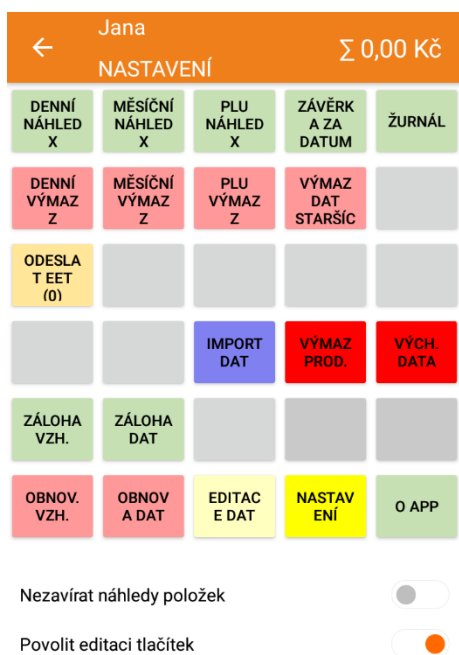 Jana
NASTAVENÍ
∑ 0,00 Kč
DENNÍ
NÁHLED
X
MĚSÍČNÍ
NÁHLED
X
PLU
NÁHLED
X
ZÁVĚRK
A ZA
DATUM
ŽURNÁL
DENNÍ
VÝMAZ
Z
MĚSÍČNÍ
VÝMAZ
Z
PLU
VÝMAZ
Z
VÝMAZ
DAT
STARŠÍC
ODESLA
T EET
(0)
IMPORT
DAT
VÝMAZ
PROD.
VÝCH.
DATA
ZÁLOHA
VZH.
ZÁLOHA
DAT
OBNOV.
VZH.
OBNOV
A DAT
EDITAC
E DAT
NASTAV
ENÍ
O APP
Nezavírat náhledy položek
Povolit editaci tlačítek